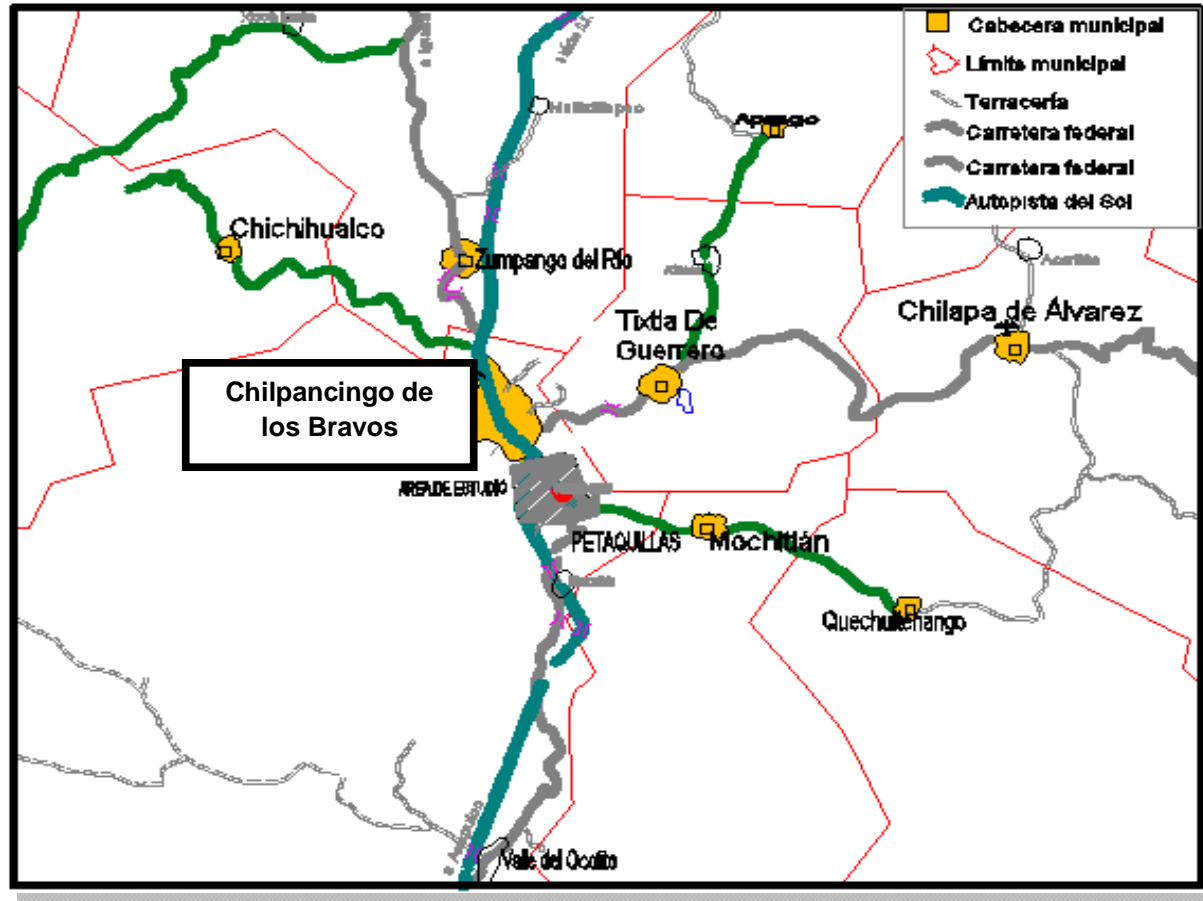 Cabecera municipal
Límite municipal
Terracería
Carretera federal
Carretera federal
Autopista del Sol
Apango
Chichihualco
Zumpango del Río
Tixtla De
Guerrero
Chilapa de Álvarez
Chilpancingo de
los Bravos
AREA DE ESTUDIO
PETAQUILLAS
Mochitlán
Quechultenango
Valle del Ocotito